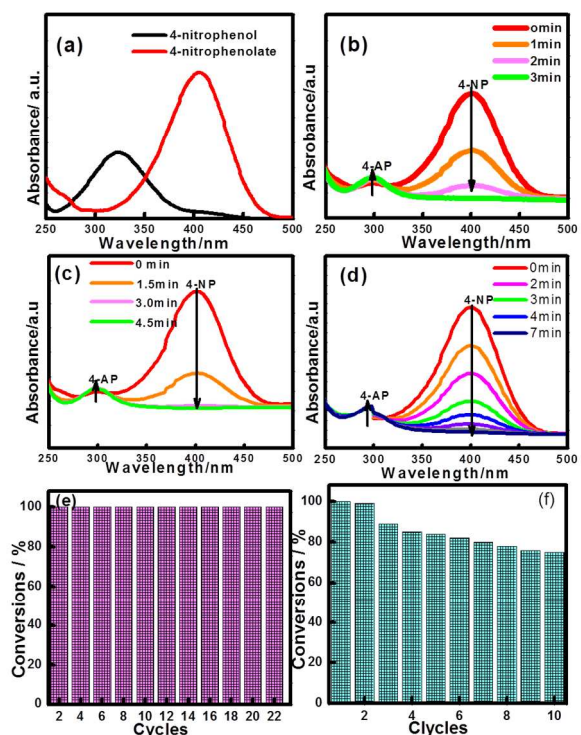 (a)
4-nitrophenol
4-nitrophenolate
Absorbance/ a.u.
250 300 350 400 450 500
Wavelength/nm
(b)
omin
1min
2min
3min
4-NP
4-AP
Absrobance/a.u
250 300 350 400 450 500
Wavelength/nm
(c)
0 min
1.5min
3.0min
4.5min
4-NP
4-AP
Absorbance/a.u
250 300 350 400 450 500
Wavelength/nm
(d)
0min
2min
3min
4min
7min
4-NP
4-AP
Absorbance/a.u
250 300 350 400 450 500
Wavelength/nm
(e)
Conversions / %
100
80
60
40
20
0
2 4 6 8 10 12 14 16 18 20 22
Cycles
(f)
Conversions / %
100
80
60
40
20
0
2 4 6 8 10
Clycles